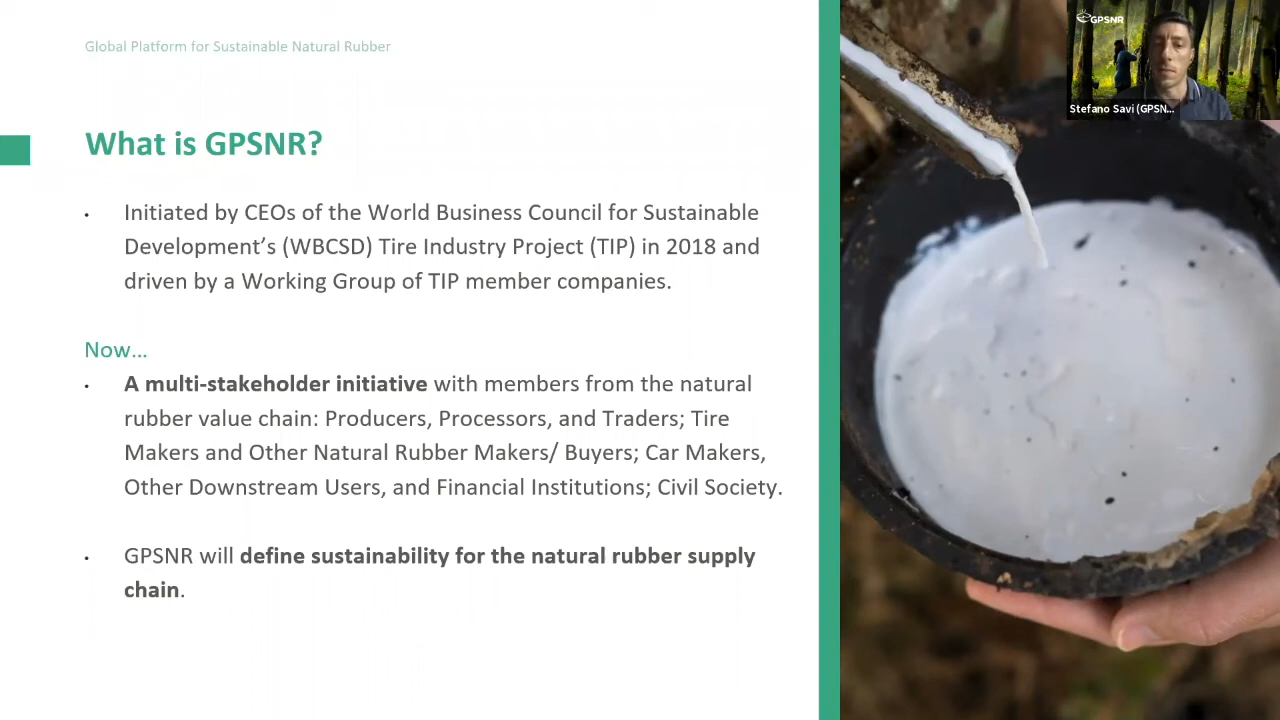 Global Platform for Sustainable Natural Rubber
GPSNR
Stefano Savi (GPSN...
What is GPSNR?
• Initiated by CEOs of the World Business Council for Sustainable
Development’s (WBCSD) Tire Industry Project (TIP) in 2018 and
driven by a Working Group of TIP member companies.
Now…
• A multi-stakeholder initiative with members from the natural
rubber value chain: Producers, Processors, and Traders; Tire
Makers and Other Natural Rubber Makers/ Buyers; Car Makers,
Other Downstream Users, and Financial Institutions; Civil Society.
• GPSNR will define sustainability for the natural rubber supply
chain.